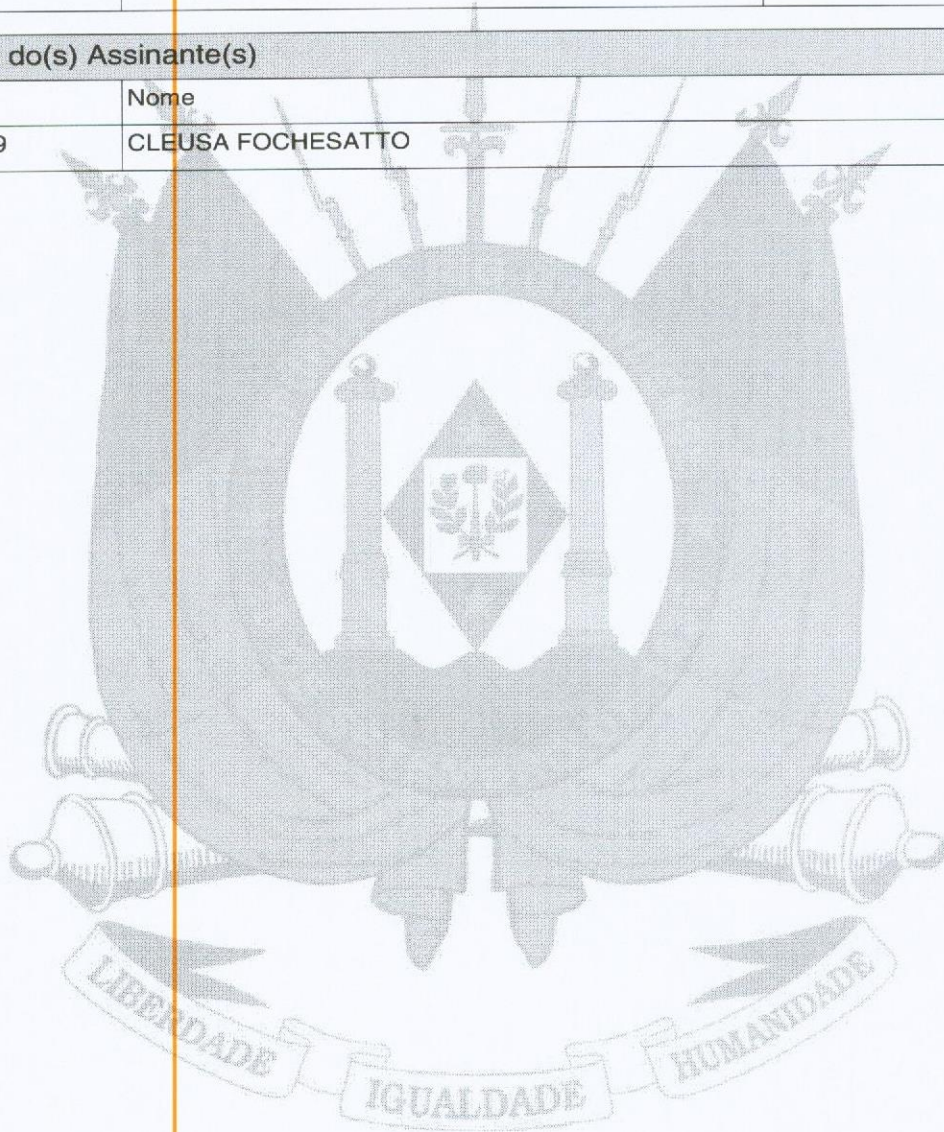 do(s) Assinante(s)
Nome
9 CLEUSA FOCHESATTO
LIBERDADE IGUALDADE HUMANIDADE